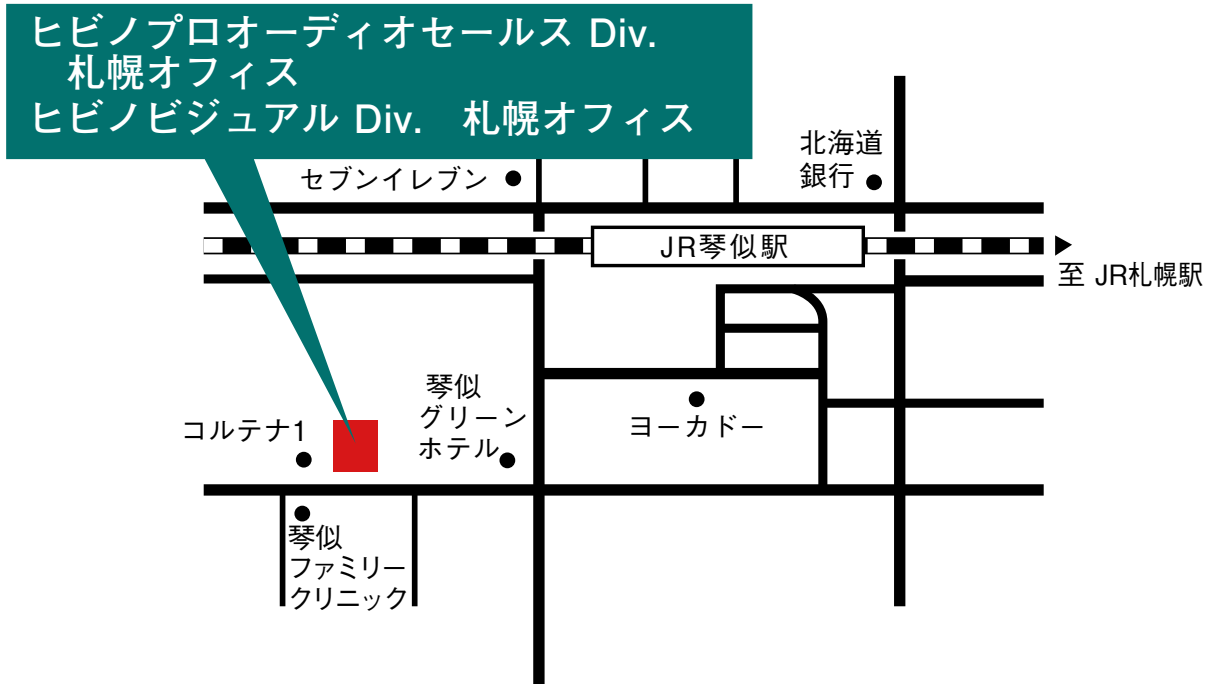 ヒビノプロオーディオセールス Div.
札幌オフィス
ヒビノビジュアル Div.　札幌オフィス
セブンイレブン
北海道
銀行
JR琴似駅
至 JR札幌駅
コルテナ1
琴似
グリーン
ホテル
ヨーカドー
琴似
ファミリー
クリニック